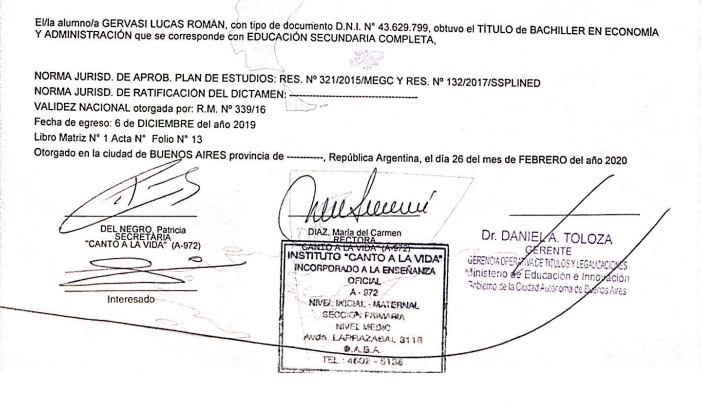 El/la alumno/a GERVASI LUCAS ROMÁN, con tipo de documento D.N.I. N° 43.629.799, obtuvo el TÍTULO de BACHILLER EN ECONOMÍA
Y ADMINISTRACIÓN que se corresponde con EDUCACIÓN SECUNDARIA COMPLETA,
NORMA JURISD. DE APROB. PLAN DE ESTUDIOS: RES. Nº 321/2015/MEGC Y RES. Nº 132/2017/SSPLINED
NORMA JURISD. DE RATIFICACIÓN DEL DICTAMEN: ------------------------------------
VALIDEZ NACIONAL otorgada por: R.M. Nº 339/16
Fecha de egreso: 6 de DICIEMBRE del año 2019
Libro Matriz N° 1 Acta N° Folio N° 13
Otorgado en la ciudad de BUENOS AIRES provincia de ----------, República Argentina, el día 26 del mes de FEBRERO del año 2020
DEL NEGRO, Patricia
SECRETARIA
"CANTO A LA VIDA" (A-972)
DIAZ, María del Carmen
RECTORA
"CANTO A LA VIDA" (A-972)
Dr. DANIEL A. TOLOZA
GERENTE
GERENCIA OPERATIVA DE TITULOS Y LEGALIZACIONES
Ministerio de Educación e Innovación
Gobierno de la Ciudad Autónoma de Buenos Aires
INSTITUTO "CANTO A LA VIDA"
INCORPORADO A LA ENSEÑANZA
OFICIAL
A - 972
NIVEL INICIAL - MATERNAL
SECCION PRIMARIA
NIVEL MEDIO
Avda. LARRAZABAL 3118
C.A.B.A.
TEL.: 4602 - 5138
Interesado